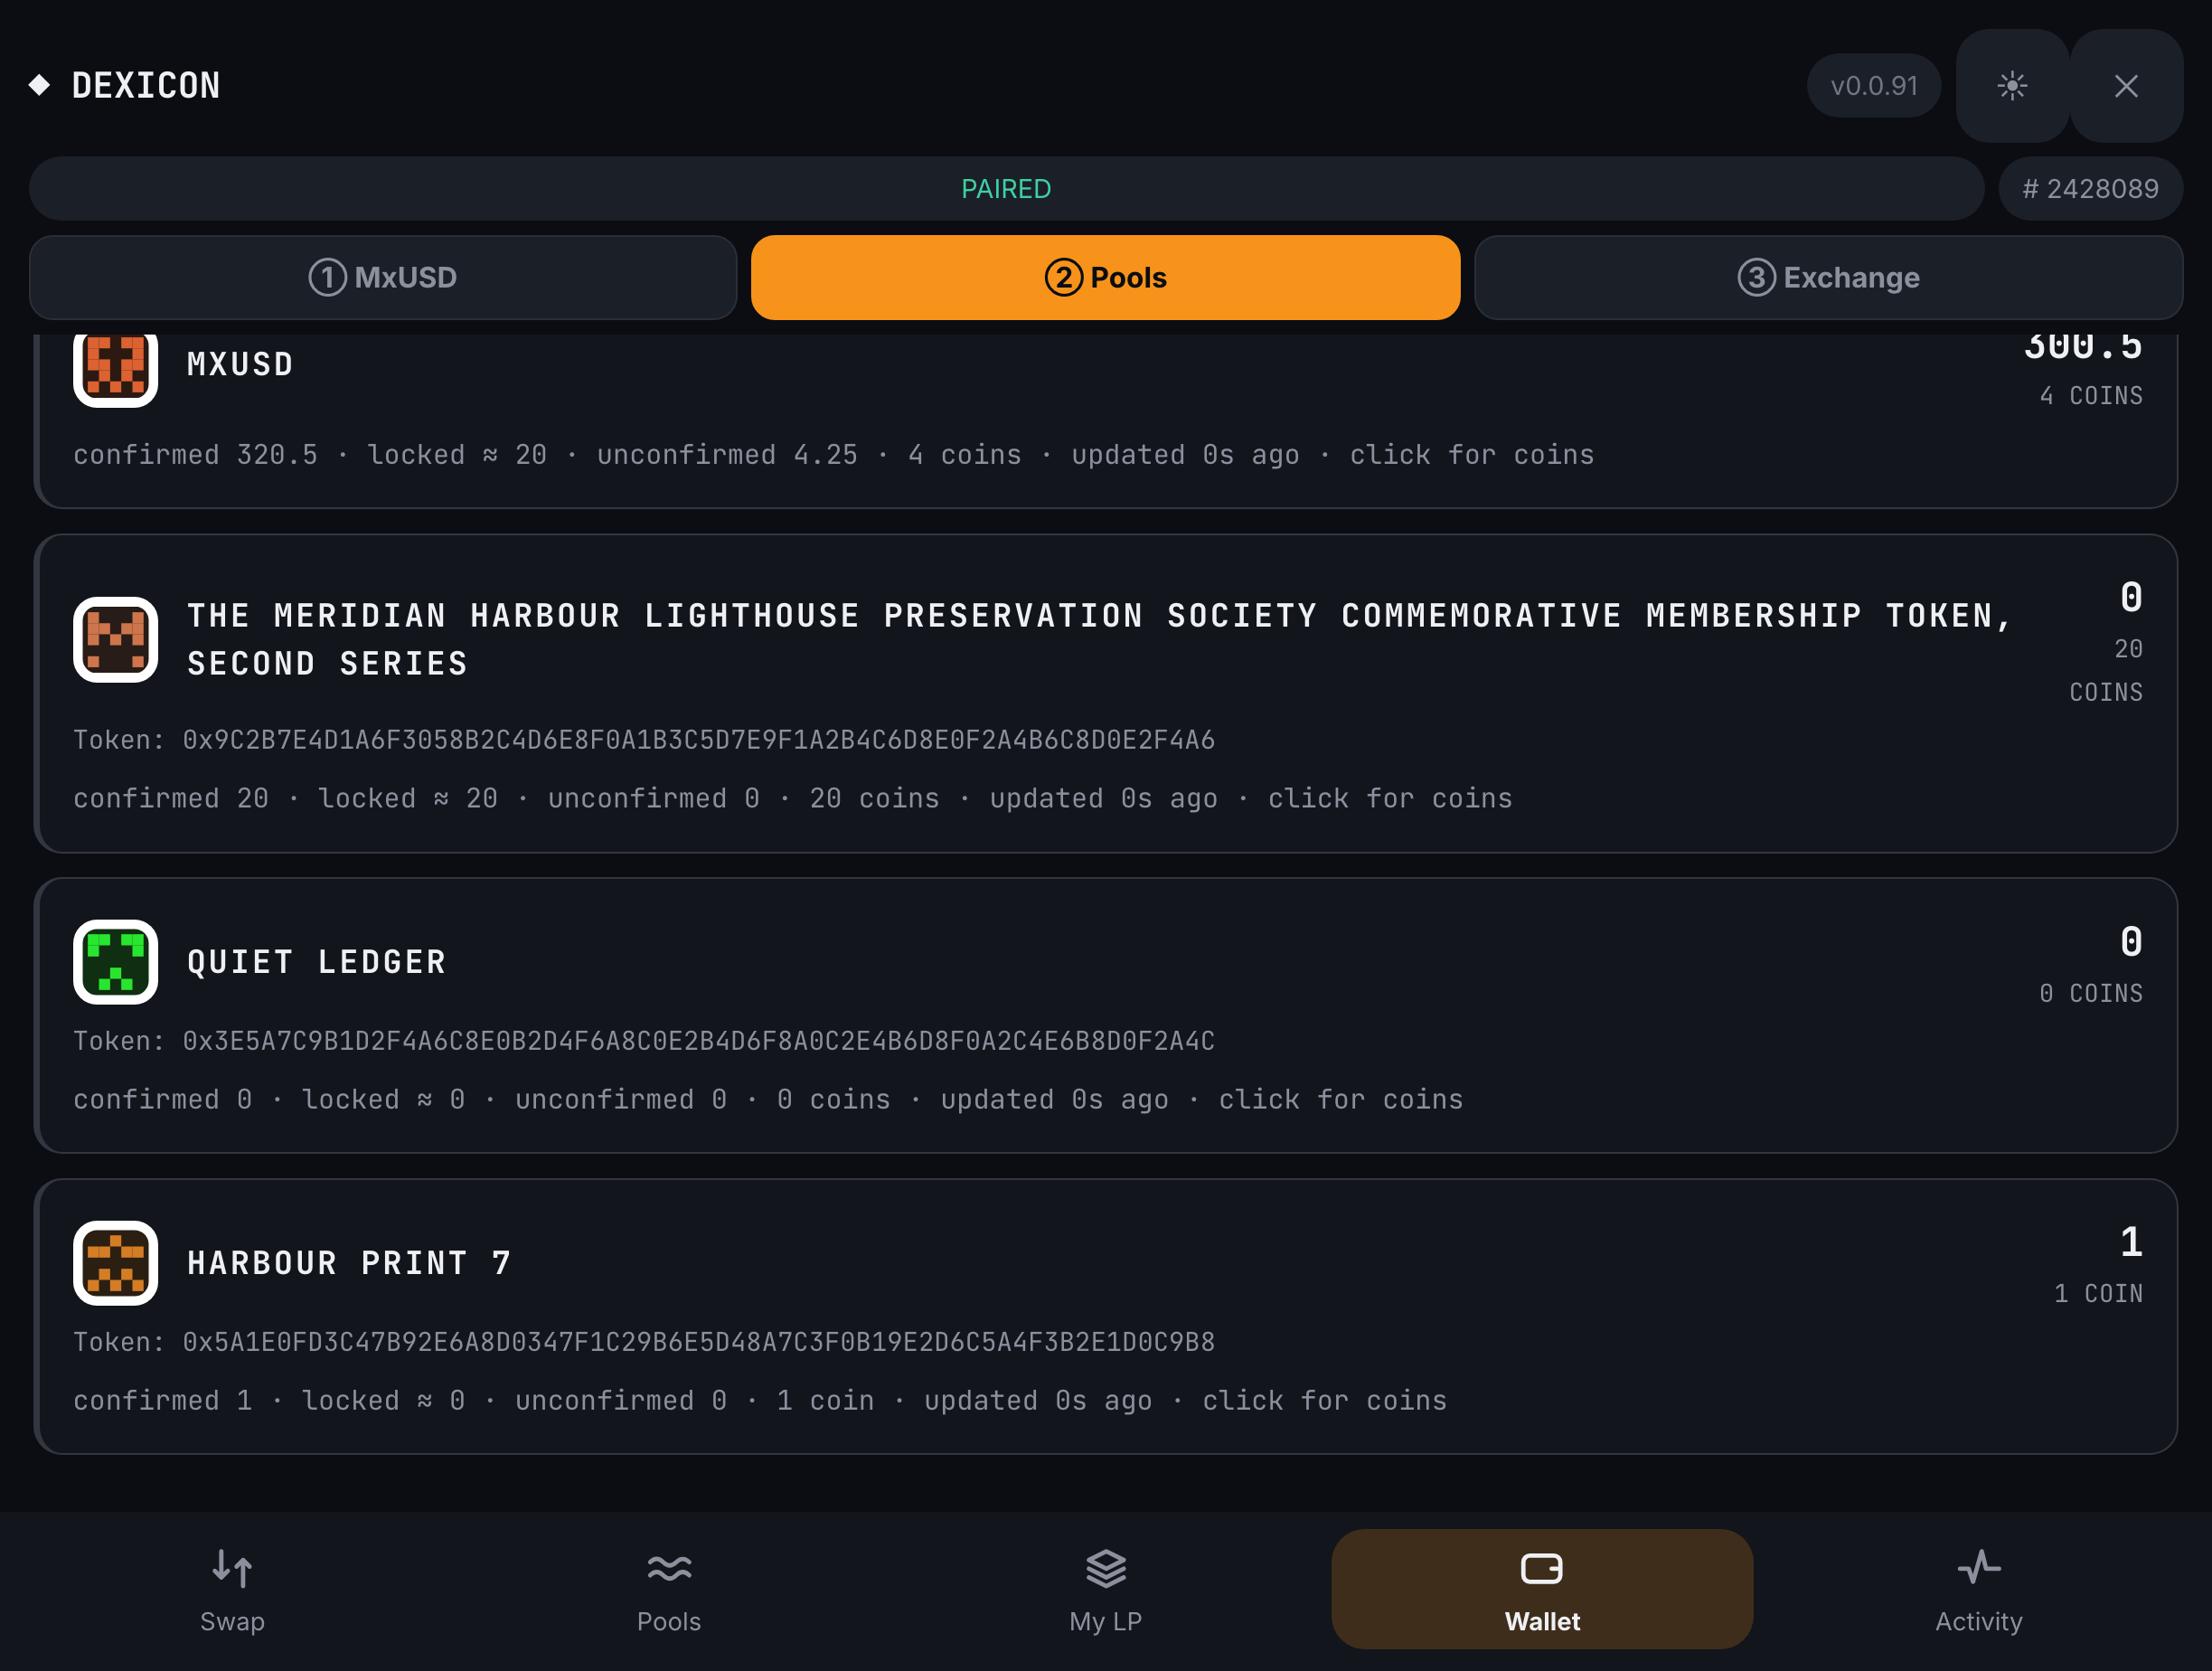 DEXICON
v0.0.91
PAIRED
# 2428089
1 MxUSD
2 Pools
3 Exchange
MXUSD
300.5
4 COINS
confirmed 320.5 · locked ≈ 20 · unconfirmed 4.25 · 4 coins · updated 0s ago · click for coins
THE MERIDIAN HARBOUR LIGHTHOUSE PRESERVATION SOCIETY COMMEMORATIVE MEMBERSHIP TOKEN,
SECOND SERIES
0
20
COINS
Token: 0x9C2B7E4D1A6F3058B2C4D6E8F0A1B3C5D7E9F1A2B4C6D8E0F2A4B6C8D0E2F4A6
confirmed 20 · locked ≈ 20 · unconfirmed 0 · 20 coins · updated 0s ago · click for coins
QUIET LEDGER
0
0 COINS
Token: 0x3E5A7C9B1D2F4A6C8E0B2D4F6A8C0E2B4D6F8A0C2E4B6D8F0A2C4E6B8D0F2A4C
confirmed 0 · locked ≈ 0 · unconfirmed 0 · 0 coins · updated 0s ago · click for coins
HARBOUR PRINT 7
1
1 COIN
Token: 0x5A1E0FD3C47B92E6A8D0347F1C29B6E5D48A7C3F0B19E2D6C5A4F3B2E1D0C9B8
confirmed 1 · locked ≈ 0 · unconfirmed 0 · 1 coin · updated 0s ago · click for coins
Swap
Pools
My LP
Wallet
Activity